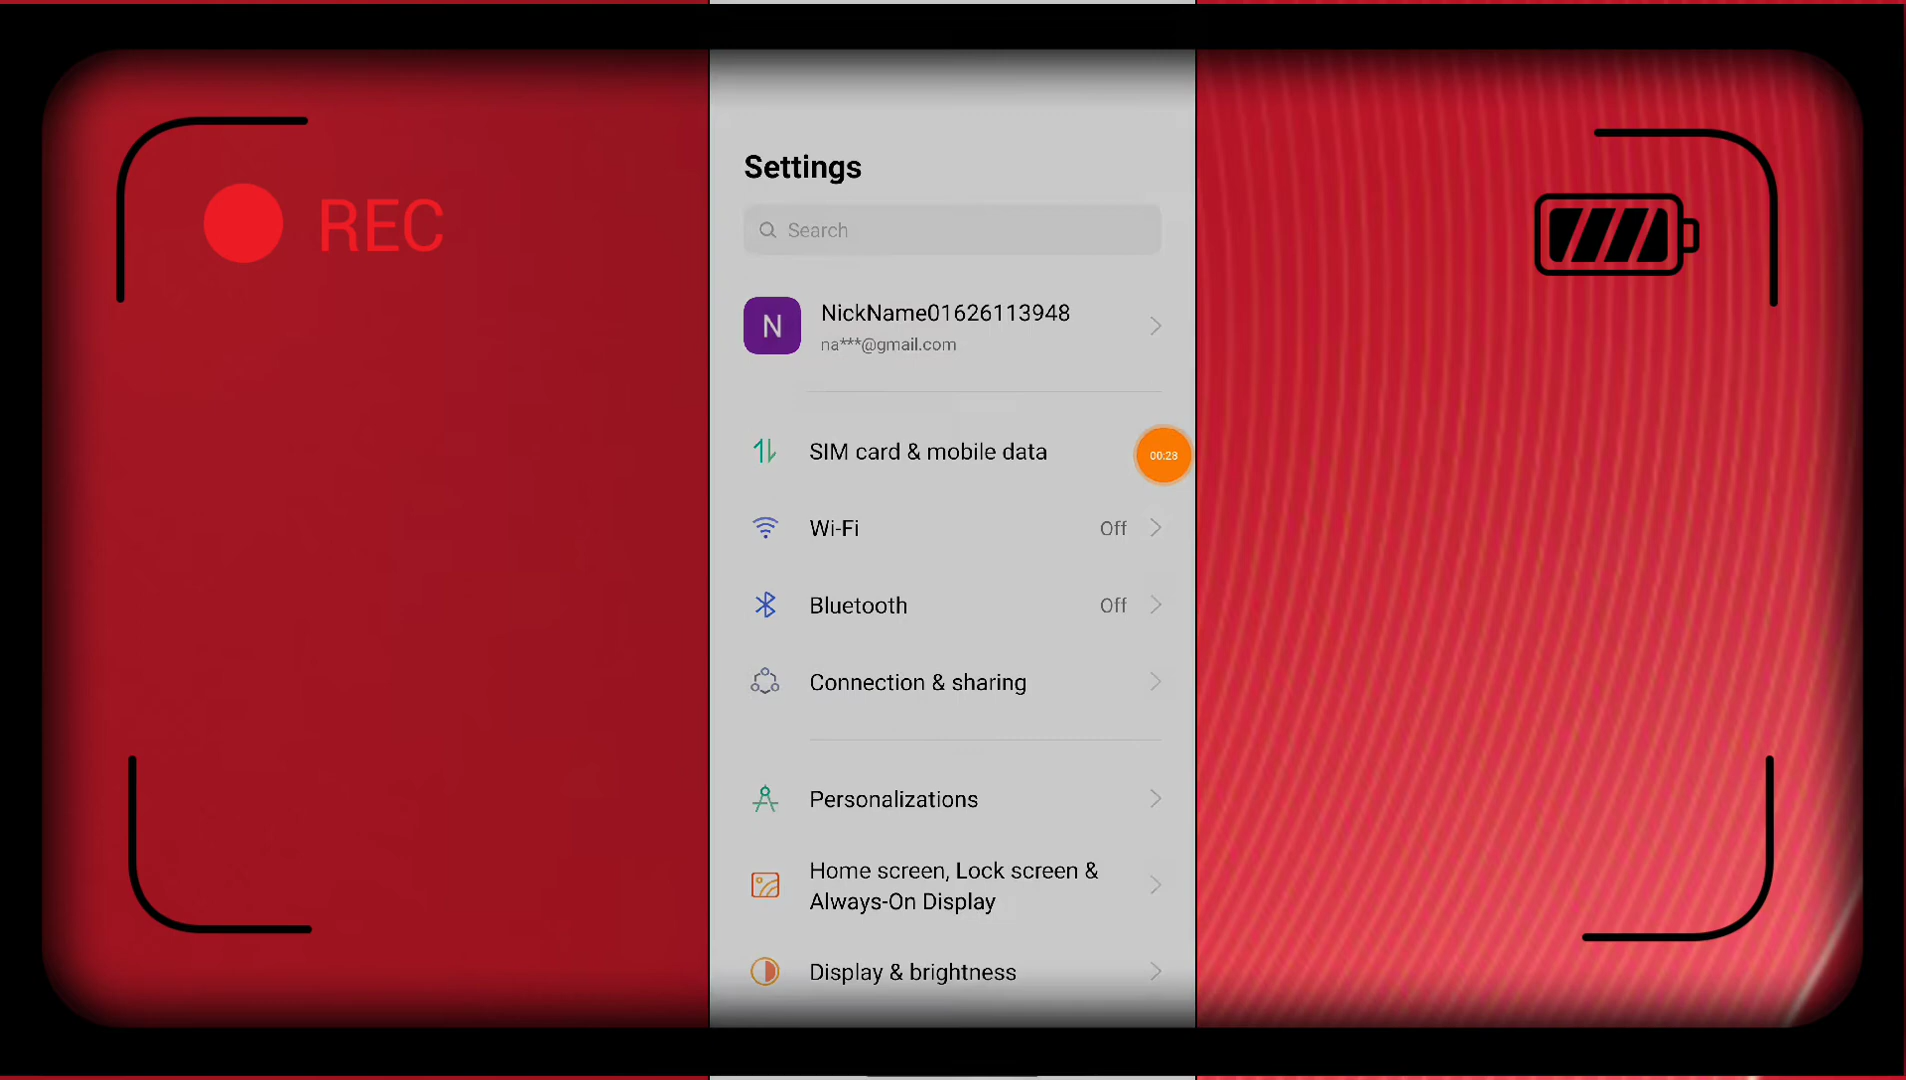 REC
Settings
Search
N
NickName01626113948
na***@gmail.com
SIM card & mobile data
00:28
Wi-Fi Off
Bluetooth Off
Connection & sharing
Personalizations
Home screen, Lock screen &
Always-On Display
Display & brightness